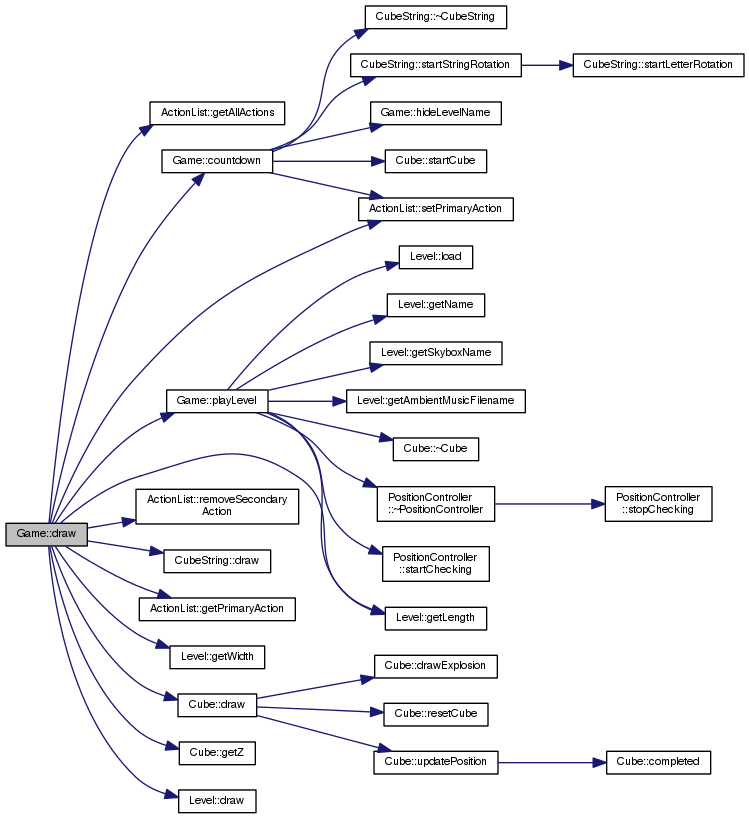 CubeString::~CubeString
CubeString::startStringRotation
CubeString::startLetterRotation
ActionList::getAllActions
Game::hideLevelName
Game::countdown
Cube::startCube
ActionList::setPrimaryAction
Level::load
Level::getName
Level::getSkyboxName
Game::playLevel
Level::getAmbientMusicFilename
Cube::~Cube
ActionList::removeSecondary
Action
PositionController
::~PositionController
PositionController
::stopChecking
Game::draw
CubeString::draw
PositionController
::startChecking
ActionList::getPrimaryAction
Level::getLength
Level::getWidth
Cube::drawExplosion
Cube::draw
Cube::resetCube
Cube::getZ
Cube::updatePosition
Cube::completed
Level::draw